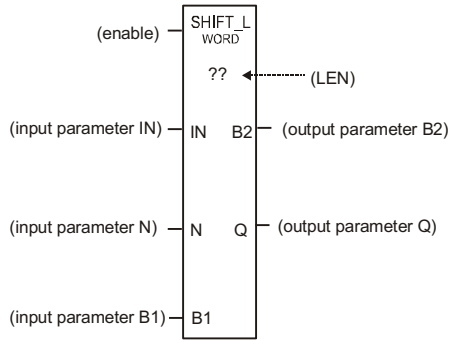 SHIFT_L
(enable)
WORD
??
(LEN)
(input parameter IN) IN B2 (output parameter B2)
(input parameter N) N Q (output parameter Q)
(input parameter B1) B1